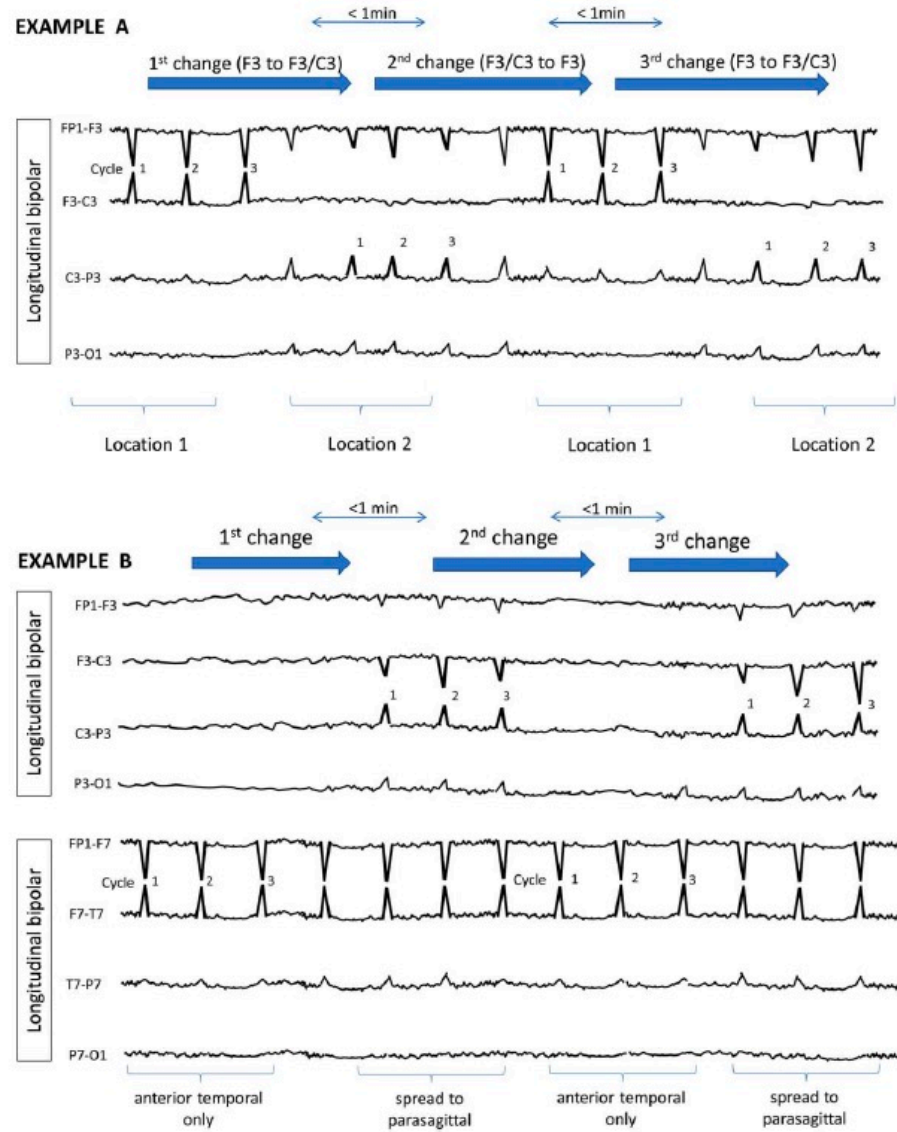 < 1min < 1min
EXAMPLE A
1st change (F3 to F3/C3) 2nd change (F3/C3 to F3) 3rd change (F3 to F3/C3)
Longitudinal bipolar
FP1-F3
Cycle 1 2 3 1 2 3
F3-C3
1 2 3 1 2 3
C3-P3
P3-O1
Location 1 Location 2 Location 1 Location 2
<1 min <1 min
1st change 2nd change 3rd change
EXAMPLE B
Longitudinal bipolar
FP1-F3
F3-C3
1 2 3 1 2 3
C3-P3
P3-O1
Longitudinal bipolar
FP1-F7
Cycle 1 2 3 Cycle 1 2 3
F7-T7
T7-P7
P7-O1
anterior temporal only spread to parasagittal anterior temporal only spread to parasagittal